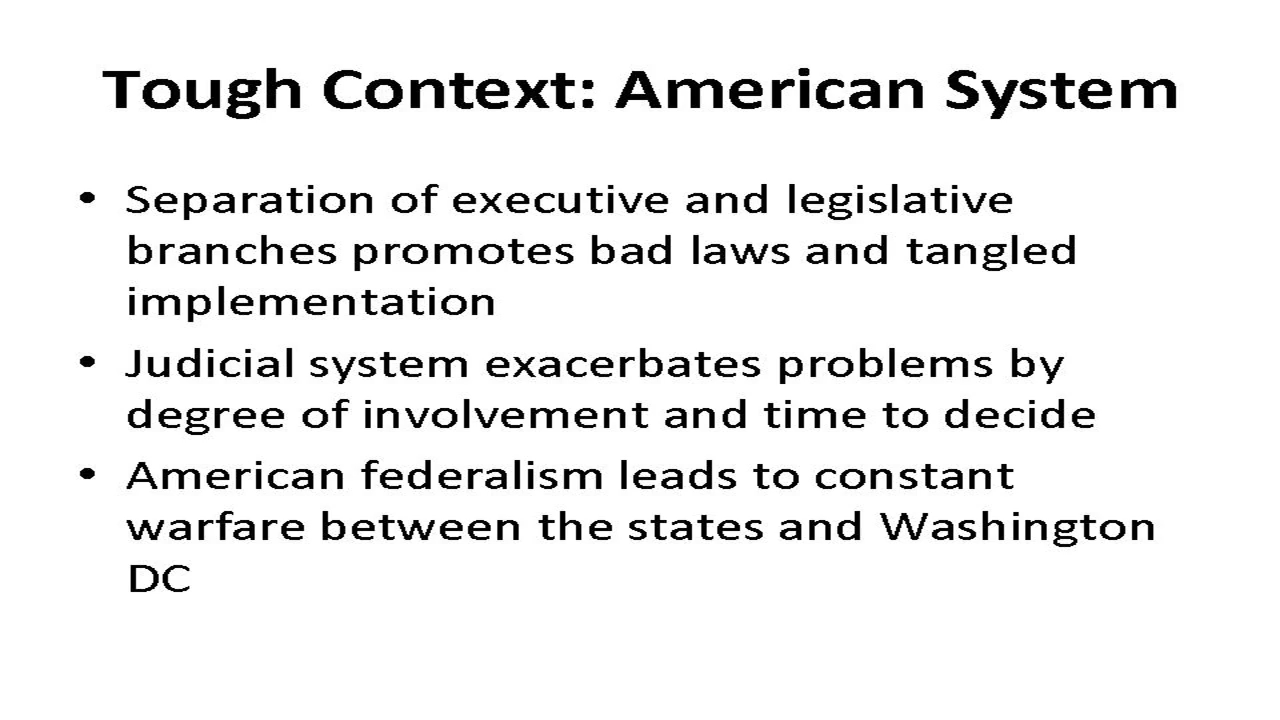 Tough Context: American System
• Separation of executive and legislative
branches promotes bad laws and tangled
implementation
• Judicial system exacerbates problems by
degree of involvement and time to decide
• American federalism leads to constant
warfare between the states and Washington
DC